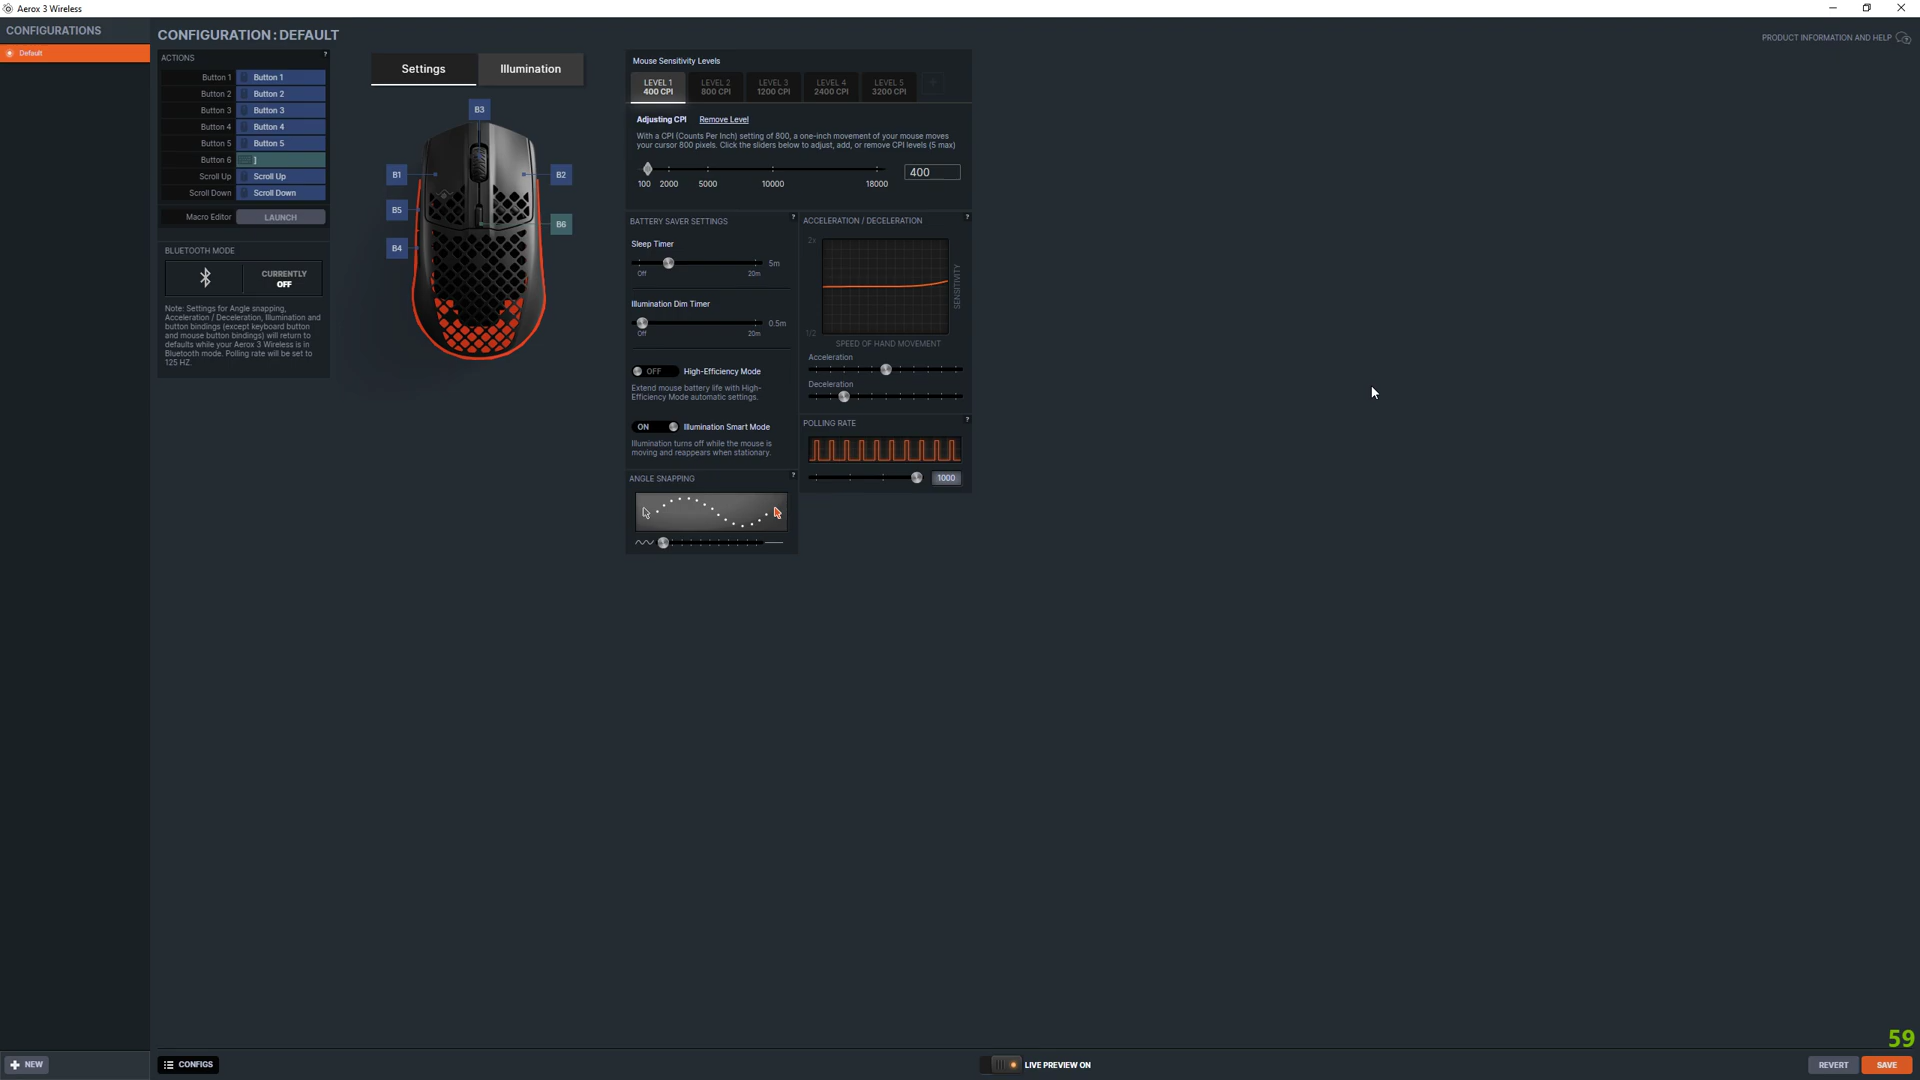 Aerox 3 Wireless
CONFIGURATIONS
Default
CONFIGURATION : DEFAULT
PRODUCT INFORMATION AND HELP
ACTIONS
?
Button 1 Button 1
Button 2 Button 2
Button 3 Button 3
Button 4 Button 4
Button 5 Button 5
Button 6 ]
Scroll Up Scroll Up
Scroll Down Scroll Down
Macro Editor LAUNCH
BLUETOOTH MODE
CURRENTLY
OFF
Note: Settings for Angle snapping,
Acceleration / Deceleration, Illumination and
button bindings (except keyboard button
and mouse button bindings) will return to
defaults while your Aerox 3 Wireless is in
Bluetooth mode. Polling rate will be set to
125 HZ.
Settings
Illumination
B3
B1
B2
B5
B6
B4
Mouse Sensitivity Levels
LEVEL 1
400 CPI
LEVEL 2
800 CPI
LEVEL 3
1200 CPI
LEVEL 4
2400 CPI
LEVEL 5
3200 CPI
+
Adjusting CPI Remove Level
With a CPI (Counts Per Inch) setting of 800, a one-inch movement of your mouse moves
your cursor 800 pixels. Click the sliders below to adjust, add, or remove CPI levels (5 max)
400
100 2000 5000 10000 18000
BATTERY SAVER SETTINGS
?
Sleep Timer
5m
Off 20m
Illumination Dim Timer
0.5m
Off 20m
OFF High-Efficiency Mode
Extend mouse battery life with High-
Efficiency Mode automatic settings.
ON Illumination Smart Mode
Illumination turns off while the mouse is
moving and reappears when stationary.
ANGLE SNAPPING
?
ACCELERATION / DECELERATION
?
2x
SENSITIVITY
1/2
SPEED OF HAND MOVEMENT
Acceleration
Deceleration
POLLING RATE
?
1000
59
NEW
CONFIGS
LIVE PREVIEW ON
REVERT
SAVE